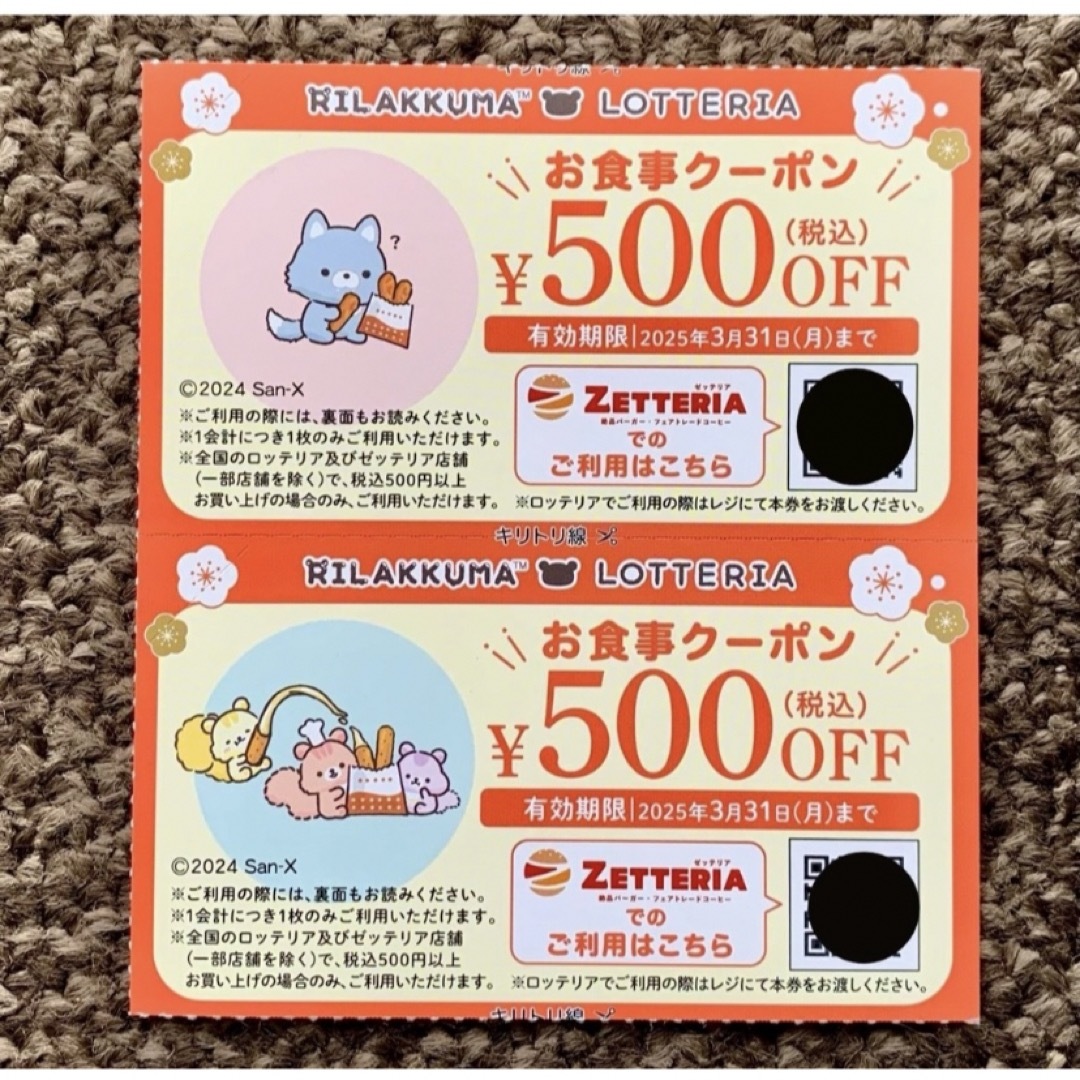 キリトリ線
RILAKKUMA™ LOTTERIA
お食事クーポン
?
¥500(税込)OFF
有効期限|2025年3月31日(月)まで
©2024 San-X
※ご利用の際には、裏面もお読みください。
※1会計につき1枚のみご利用いただけます。
※全国のロッテリア及びゼッテリア店舗
(一部店舗を除く)で、税込500円以上
お買い上げの場合のみ、ご利用いただけます。
ゼッテリア
ZETTERIA
絶品バーガー・フェアトレードコーヒー
での
ご利用はこちら
※ロッテリアでご利用の際はレジにて本券をお渡しください。
キリトリ線
RILAKKUMA™ LOTTERIA
お食事クーポン
¥500(税込)OFF
有効期限|2025年3月31日(月)まで
©2024 San-X
※ご利用の際には、裏面もお読みください。
※1会計につき1枚のみご利用いただけます。
※全国のロッテリア及びゼッテリア店舗
(一部店舗を除く)で、税込500円以上
お買い上げの場合のみ、ご利用いただけます。
ゼッテリア
ZETTERIA
絶品バーガー・フェアトレードコーヒー
での
ご利用はこちら
※ロッテリアでご利用の際はレジにて本券をお渡しください。
キリトリ線